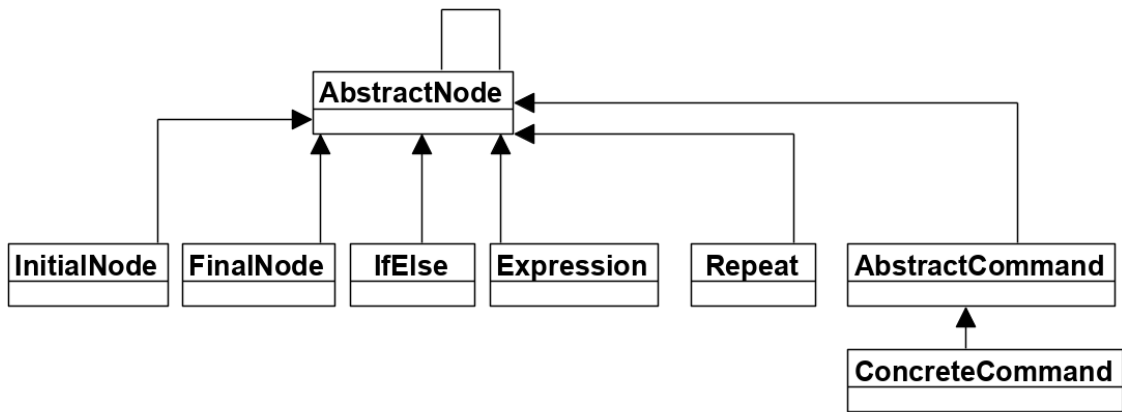 AbstractNode
InitialNode
FinalNode
IfElse
Expression
Repeat
AbstractCommand
ConcreteCommand